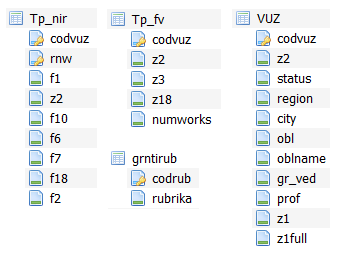 Tp_nir
codvuz
rnw
f1
z2
f10
f6
f7
f18
f2
Tp_fv
codvuz
z2
z3
z18
numworks
grntirub
codrub
rubrika
VUZ
codvuz
z2
status
region
city
obl
oblname
gr_ved
prof
z1
z1full